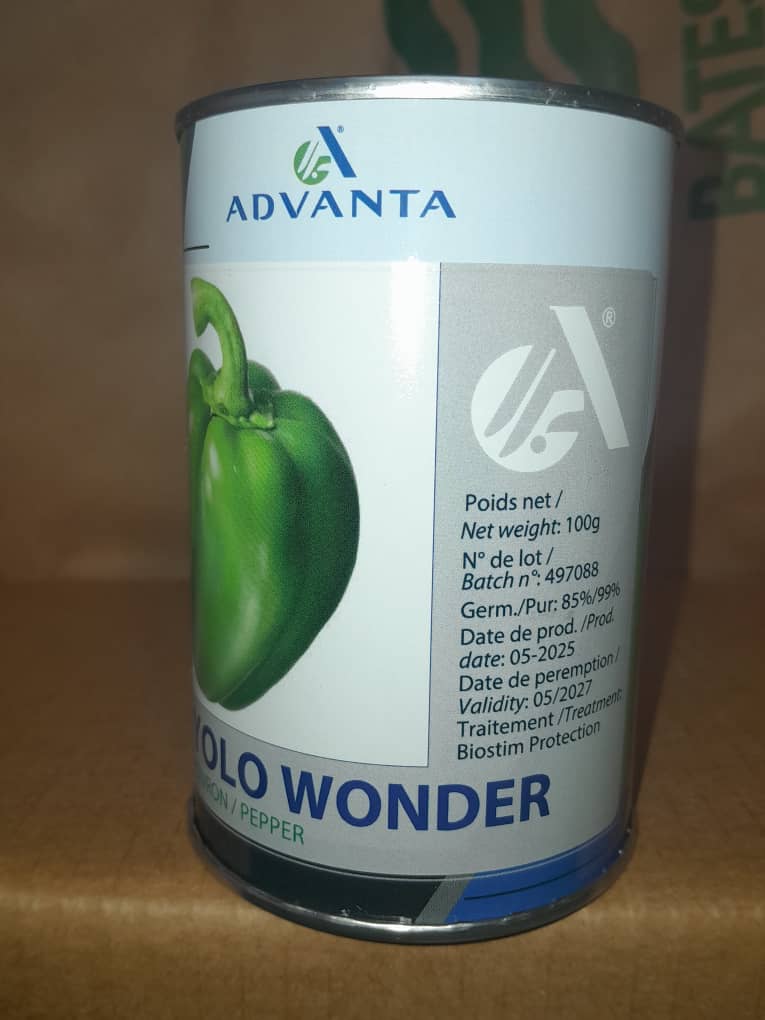 ADVANTA
®
Poids net /
Net weight: 100g
N° de lot /
Batch n°: 497088
Germ./Pur: 85%/99%
Date de prod. /Prod.
date: 05-2025
Date de peremption /
Validity: 05/2027
Traitement /Treatment:
Biostim Protection
YOLO WONDER
/ PEPPER